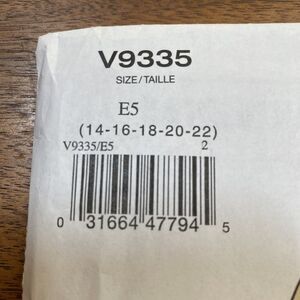 V9335
SIZE/TAILLE
E5
(14-16-18-20-22)
V9335/E5 2
0 31664 47794 5